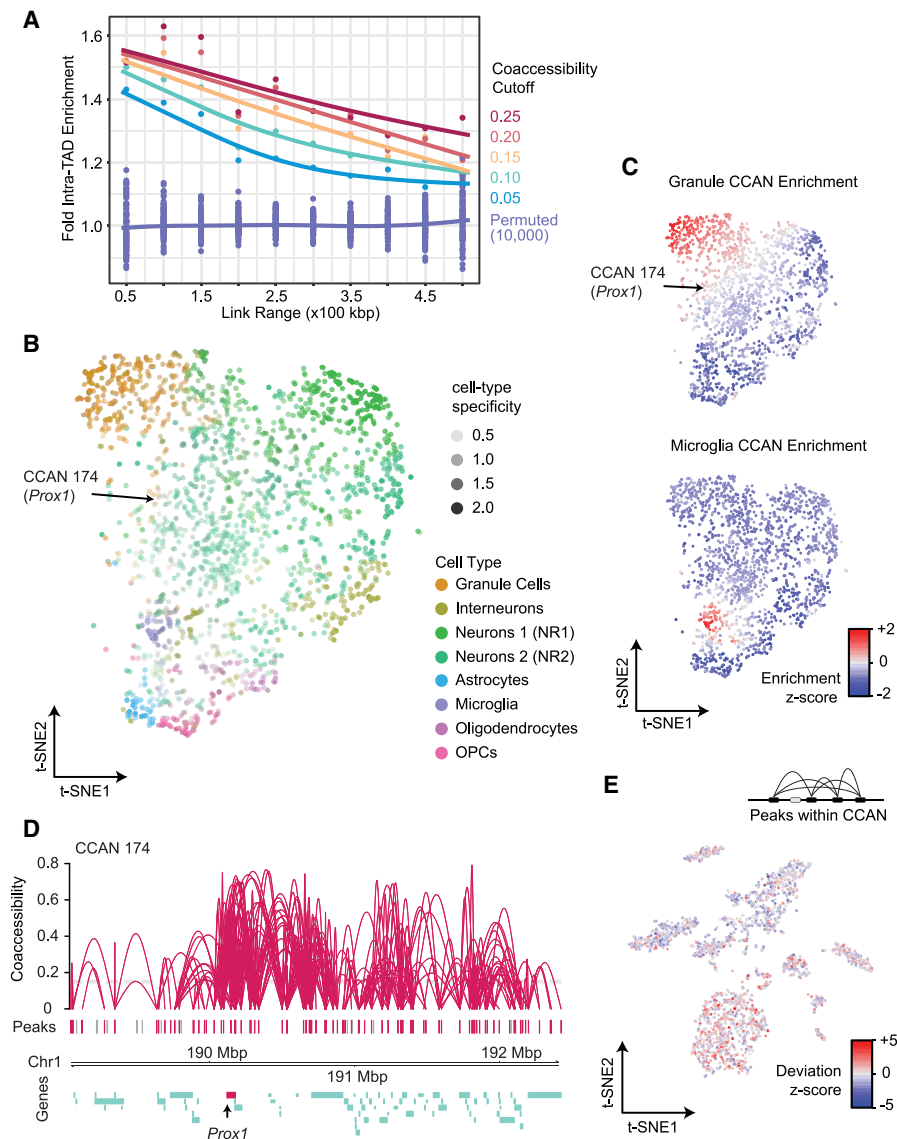 A
Fold Intra-TAD Enrichment
1.6
1.4
1.2
1.0
0.5
1.0
1.5
2.5
3.5
4.5
Link Range (x100 kbp)
Coaccessibility
Cutoff
0.25
0.20
0.15
0.10
0.05
Permuted
(10,000)
B
CCAN 174
(Prox1)
cell-type
specificity
0.5
1.0
1.5
2.0
Cell Type
Granule Cells
Interneurons
Neurons 1 (NR1)
Neurons 2 (NR2)
Astrocytes
Microglia
Oligodendrocytes
OPCs
t-SNE2
t-SNE1
C
Granule CCAN Enrichment
CCAN 174
(Prox1)
Microglia CCAN Enrichment
+2
0
-2
Enrichment
z-score
t-SNE2
t-SNE1
D
CCAN 174
Coaccessibility
0.8
0.6
0.4
0.2
0
Peaks
Chr1
190 Mbp
192 Mbp
191 Mbp
Genes
Prox1
E
Peaks within CCAN
+5
0
-5
Deviation
z-score
t-SNE2
t-SNE1